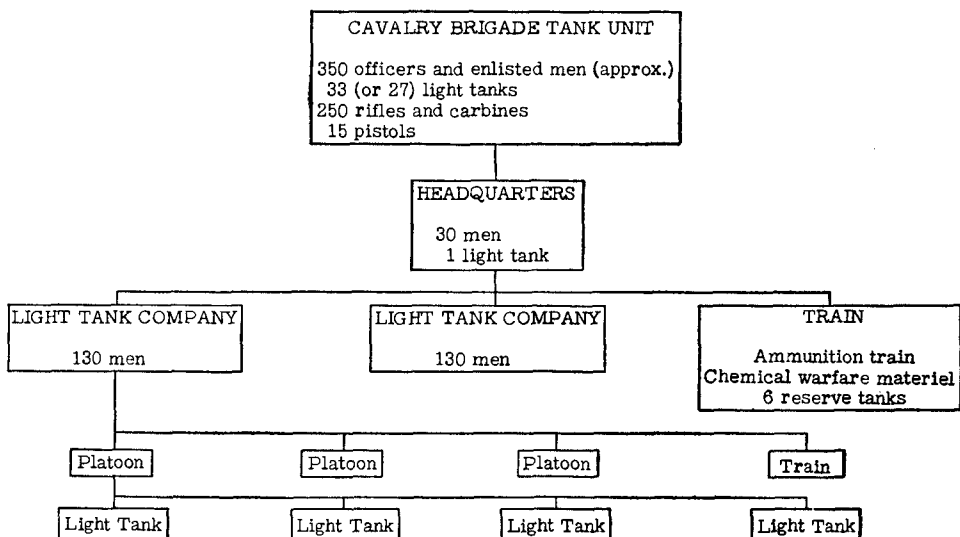 CAVALRY BRIGADE TANK UNIT
350 officers and enlisted men (approx.)
33 (or 27) light tanks
250 rifles and carbines
15 pistols
HEADQUARTERS
30 men
1 light tank
LIGHT TANK COMPANY
130 men
LIGHT TANK COMPANY
130 men
TRAIN
Ammunition train
Chemical warfare materiel
6 reserve tanks
Platoon
Platoon
Platoon
Train
Light Tank
Light Tank
Light Tank
Light Tank